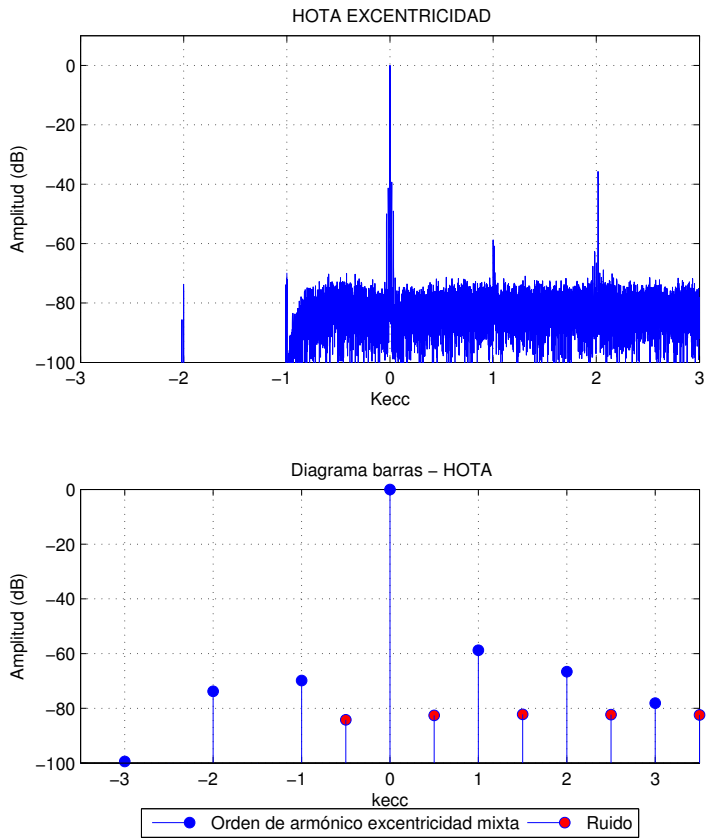 HOTA EXCENTRICIDAD
0
−20
−40
−60
−80
−100
Amplitud (dB)
−3 −2 −1 0 1 2 3
Kecc
Diagrama barras − HOTA
0
−20
−40
−60
−80
−100
Amplitud (dB)
−3 −2 −1 0 1 2 3
kecc
Orden de armónico excentricidad mixta Ruido